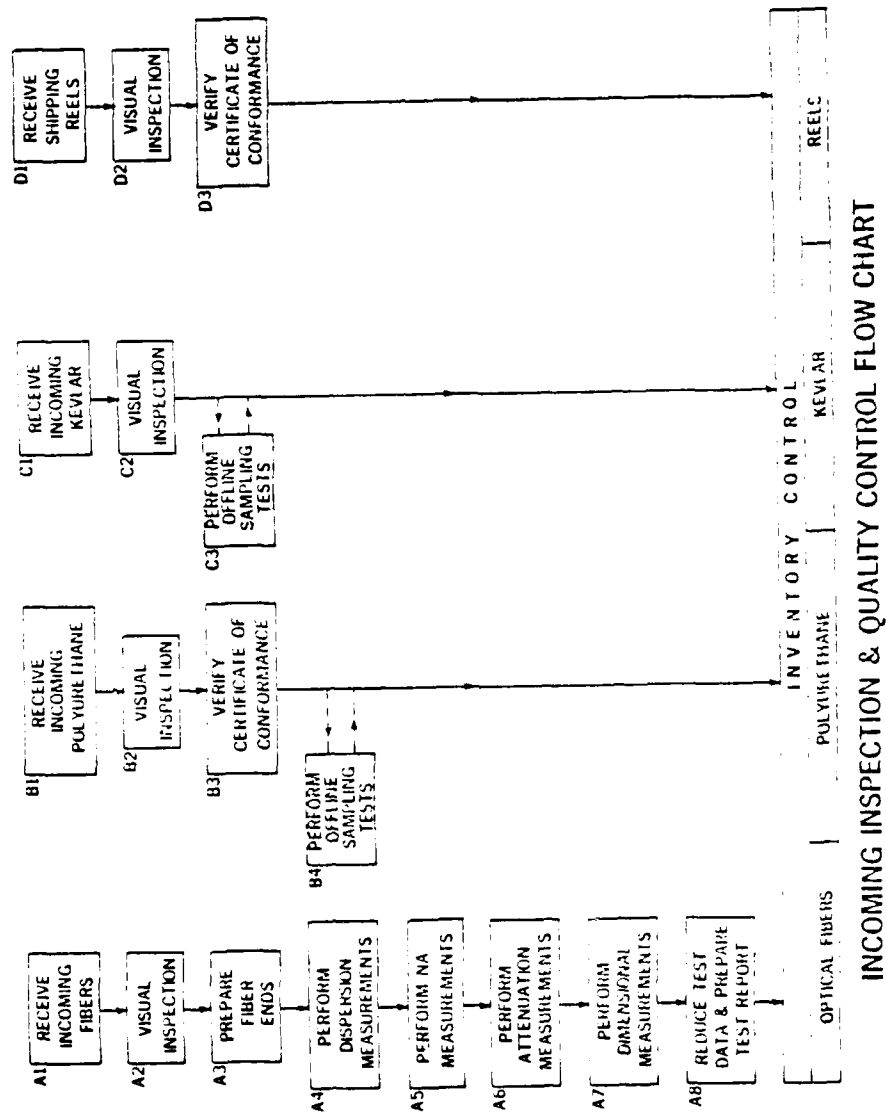 A1
RECEIVE
INCOMING
FIBERS
A2
VISUAL
INSPECTION
A3
PREPARE
FIBER
ENDS
A4
PERFORM
DISPERSION
MEASUREMENTS
A5
PERFORM NA
MEASUREMENTS
A6
PERFORM
ATTENUATION
MEASUREMENTS
A7
PERFORM
DIMENSIONAL
MEASUREMENTS
A8
REDUCE TEST
DATA & PREPARE
TEST REPORT
B1
RECEIVE
INCOMING
POLYURETHANE
B2
VISUAL
INSPECTION
B3
VERIFY
CERTIFICATE OF
CONFORMANCE
B4
PERFORM
OFFLINE
SAMPLING
TESTS
C1
RECEIVE
INCOMING
KEVLAR
C2
VISUAL
INSPECTION
C3
PERFORM
OFFLINE
SAMPLING
TESTS
D1
RECEIVE
SHIPPING
REELS
D2
VISUAL
INSPECTION
D3
VERIFY
CERTIFICATE OF
CONFORMANCE
INVENTORY CONTROL
OPTICAL FIBERS
POLYURETHANE
KEVLAR
REELS
INCOMING INSPECTION & QUALITY CONTROL FLOW CHART